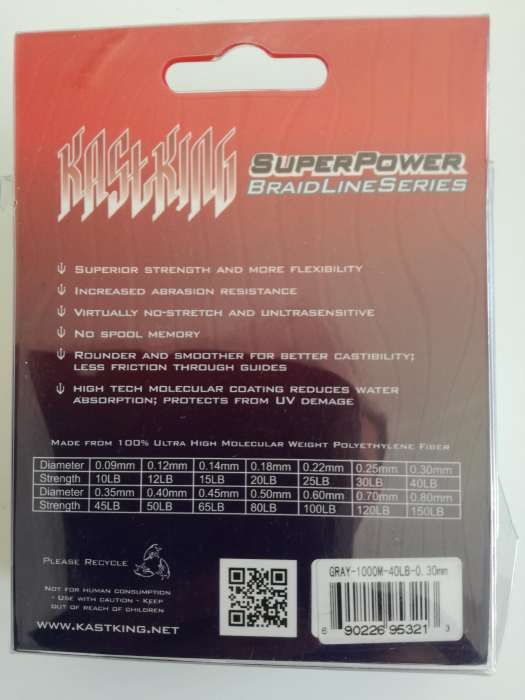 KASTKING
SUPERPOWER
BRAIDLINESERIES
SUPERIOR STRENGTH AND MORE FLEXIBILITY
INCREASED ABRASION RESISTANCE
VIRTUALLY NO-STRETCH AND UNLTRASENSITIVE
NO SPOOL MEMORY
ROUNDER AND SMOOTHER FOR BETTER CASTIBILITY;
LESS FRICTION THROUGH GUIDES
HIGH TECH MOLECULAR COATING REDUCES WATER
ABSORPTION; PROTECTS FROM UV DEMAGE
MADE FROM 100% ULTRA HIGH MOLECULAR WEIGHT POLYETHYLENE FIBER
Diameter 0.09mm 0.12mm 0.14mm 0.18mm 0.22mm 0.25mm 0.30mm
Strength 10LB 12LB 15LB 20LB 25LB 30LB 40LB
Diameter 0.35mm 0.40mm 0.45mm 0.50mm 0.60mm 0.70mm 0.80mm
Strength 45LB 50LB 65LB 80LB 100LB 120LB 150LB
PLEASE RECYCLE
NOT FOR HUMAN CONSUMPTION
- USE WITH CAUTION - KEEP
OUT OF REACH OF CHILDREN
WWW.KASTKING.NET
GRAY-1000M-40LB-0.30mm
6 90226 95321 3